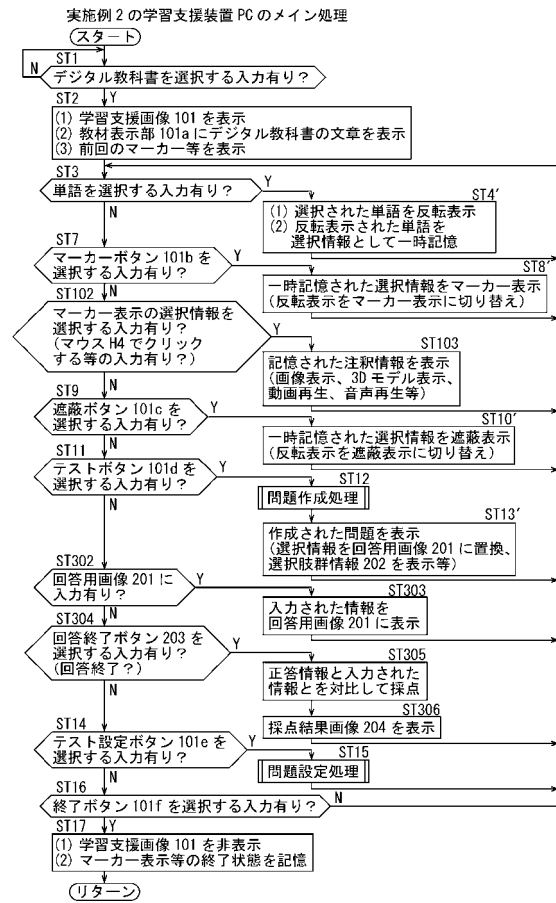 実施例２の学習支援装置PCのメイン処理
スタート
ST1
N
デジタル教科書を選択する入力有り？
ST2
Y
(1) 学習支援画像101を表示
(2) 教材表示部101aにデジタル教科書の文章を表示
(3) 前回のマーカー等を表示
ST3
単語を選択する入力有り？
Y
N
ST4'
(1) 選択された単語を反転表示
(2) 反転表示された単語を
選択情報として一時記憶
ST7
マーカーボタン101bを
選択する入力有り？
Y
N
ST8'
一時記憶された選択情報をマーカー表示
(反転表示をマーカー表示に切り替え)
ST102
マーカー表示の選択情報を
選択する入力有り？
(マウスH4でクリック
する等の入力有り？)
Y
N
ST103
記憶された注釈情報を表示
(画像表示、3Dモデル表示、
動画再生、音声再生等)
ST9
遮蔽ボタン101cを
選択する入力有り？
Y
N
ST10'
一時記憶された選択情報を遮蔽表示
(反転表示を遮蔽表示に切り替え)
ST11
テストボタン101dを
選択する入力有り？
Y
N
ST12
問題作成処理
ST13'
作成された問題を表示
(選択情報を回答用画像201に置換、
選択肢群情報202を表示等)
ST302
回答用画像201に
入力有り？
Y
N
ST303
入力された情報を
回答用画像201に表示
ST304
回答終了ボタン203を
選択する入力有り？
(回答終了？)
Y
N
ST305
正答情報と入力された
情報とを対比して採点
ST306
採点結果画像204を表示
ST14
テスト設定ボタン101eを
選択する入力有り？
Y
N
ST15
問題設定処理
ST16
終了ボタン101fを選択する入力有り？
N
ST17
Y
(1) 学習支援画像101を非表示
(2) マーカー表示等の終了状態を記憶
リターン